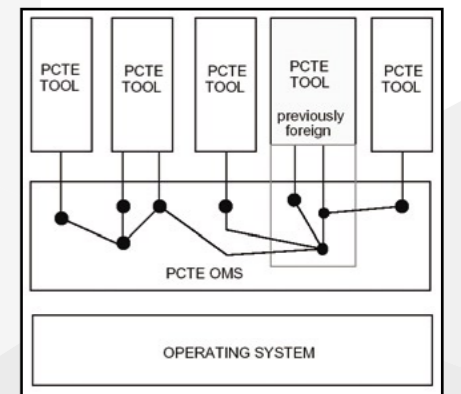 PCTE
TOOL
PCTE
TOOL
PCTE
TOOL
PCTE
TOOL
previously
foreign
PCTE
TOOL
PCTE OMS
OPERATING SYSTEM